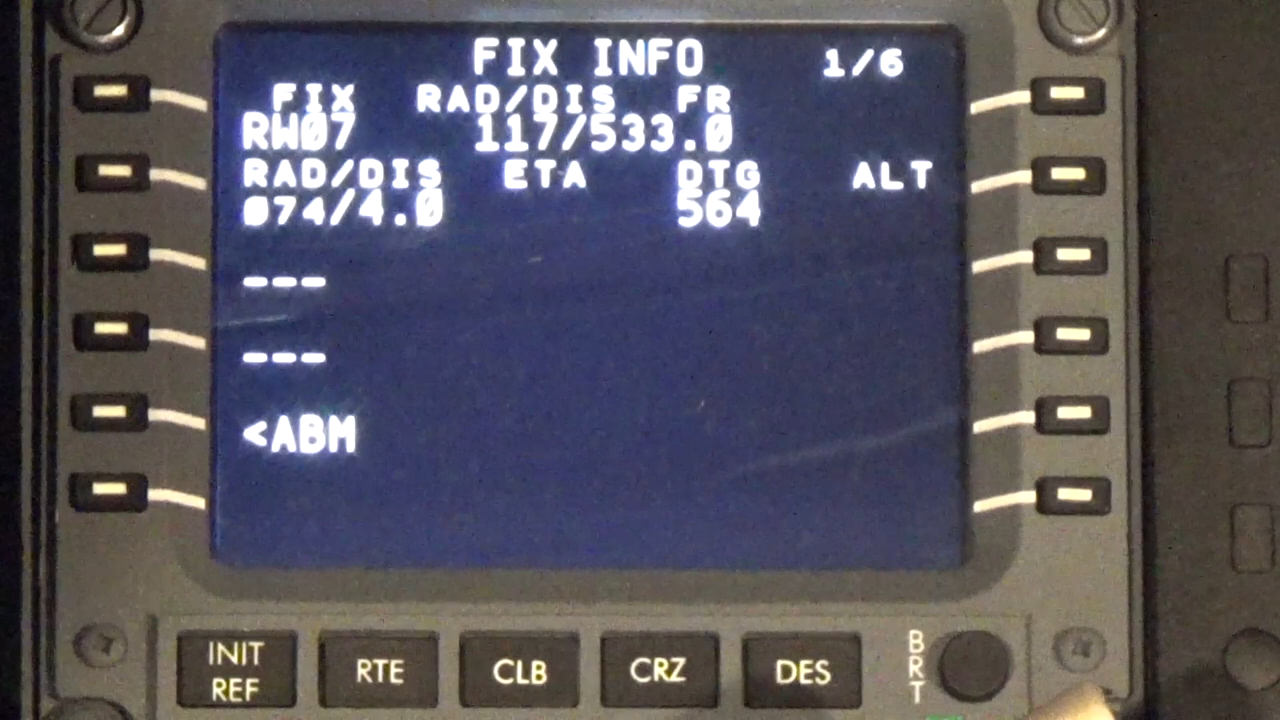 FIX INFO 1/6
FIX RAD/DIS FR
RW07 117/533.0
RAD/DIS ETA DTG ALT
074/4.0 564
---
---
<ABM
INIT REF RTE CLB CRZ DES BRT